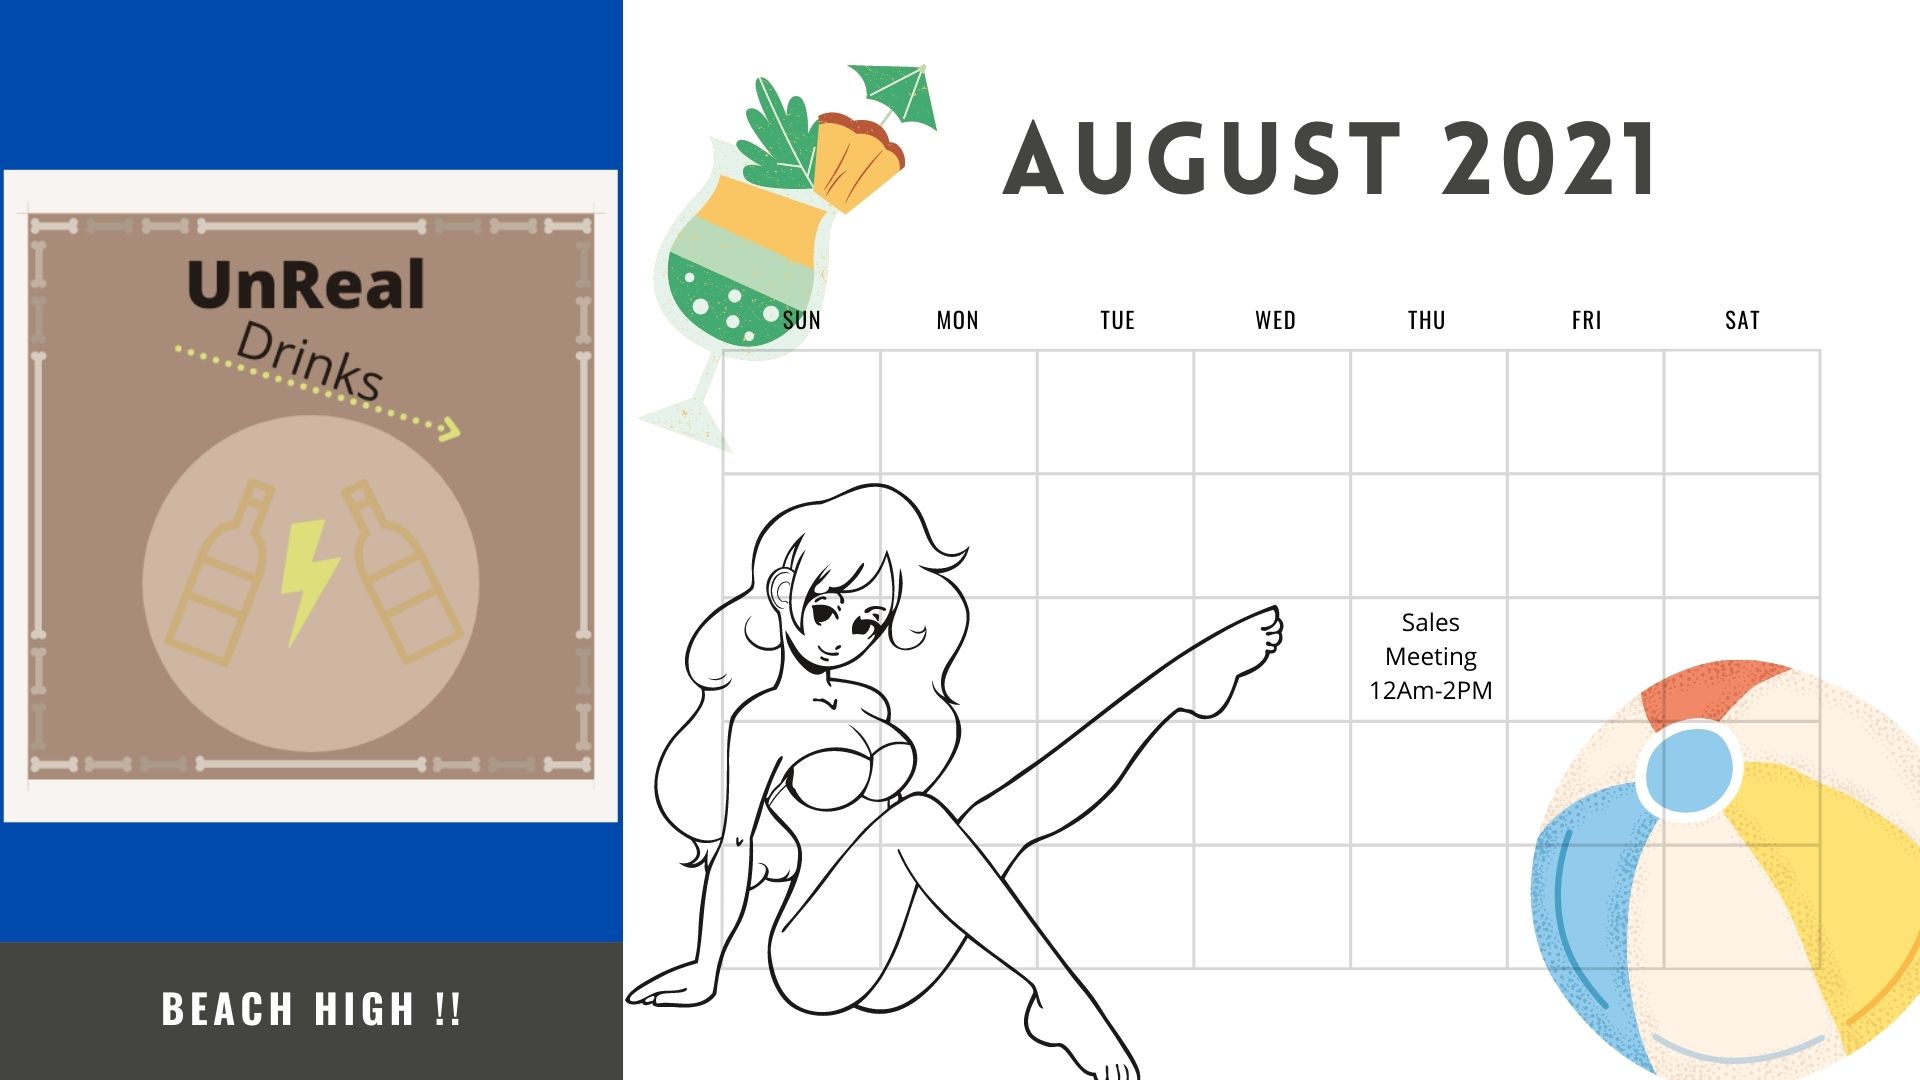 UnReal
Drinks
BEACH HIGH !!
AUGUST 2021
SUN MON TUE WED THU FRI SAT
Sales
Meeting
12Am-2PM